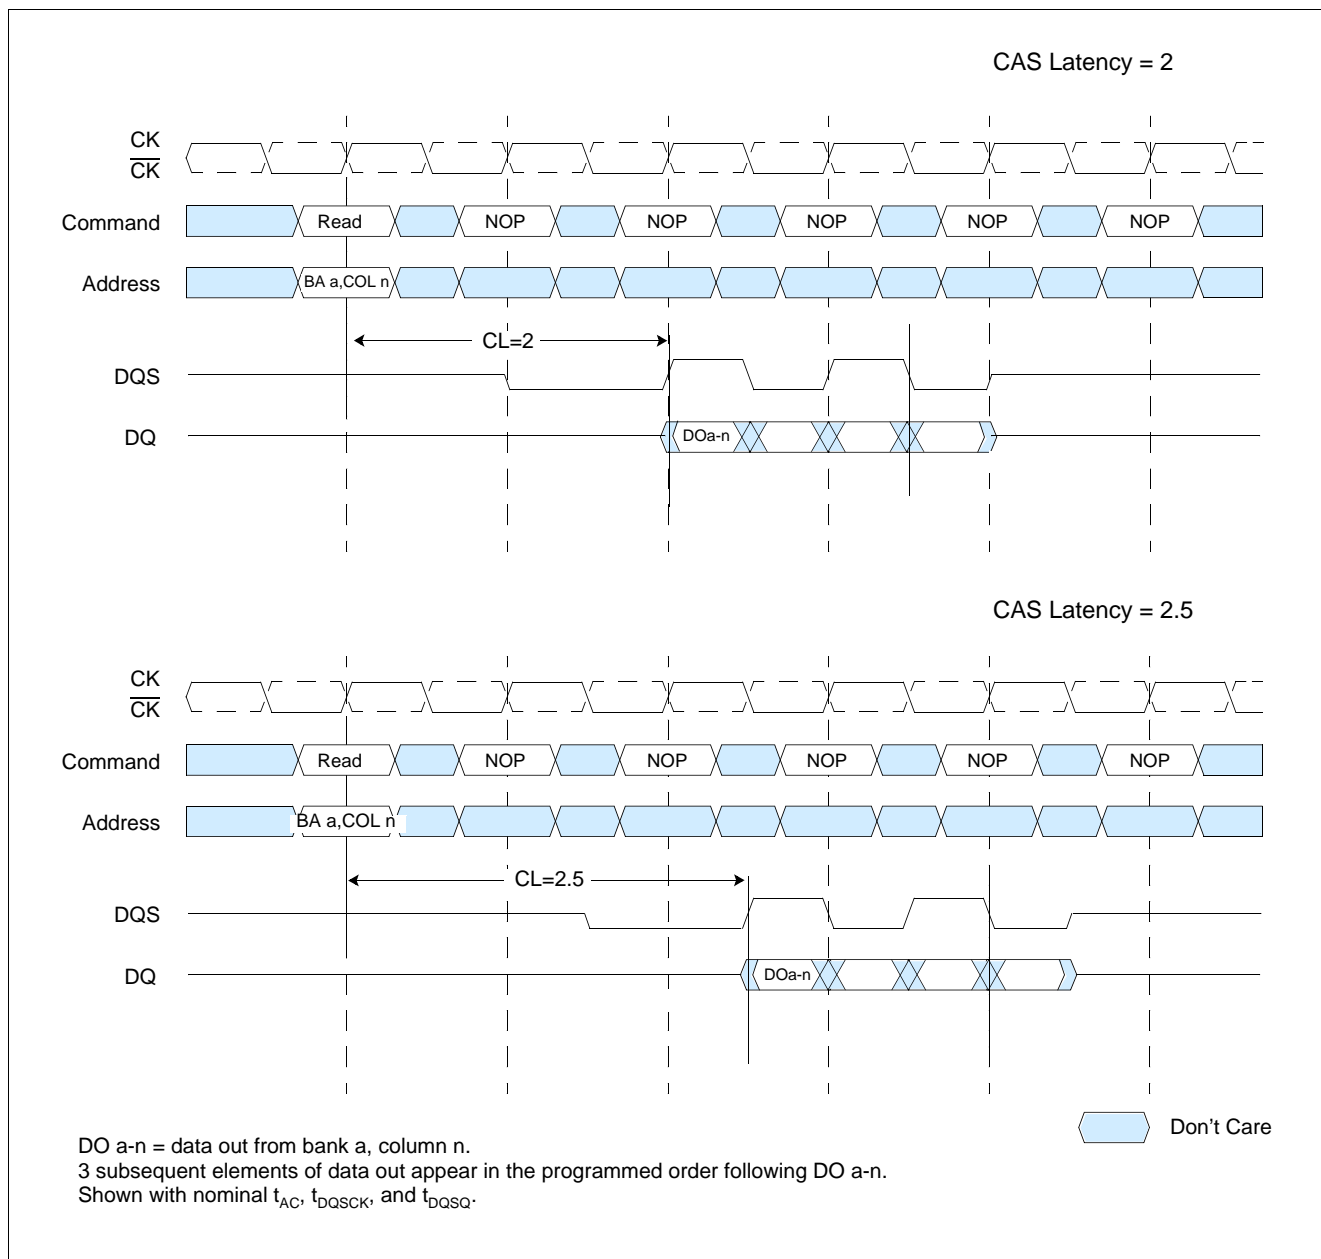 CAS Latency = 2
CK
CK
Command
Read
NOP
NOP
NOP
NOP
NOP
Address
BA a,COL n
CL=2
DQS
DQ
DOa-n
CAS Latency = 2.5
CK
CK
Command
Read
NOP
NOP
NOP
NOP
NOP
Address
BA a,COL n
CL=2.5
DQS
DQ
DOa-n
Don't Care
DO a-n = data out from bank a, column n.
3 subsequent elements of data out appear in the programmed order following DO a-n.
Shown with nominal tAC, tDQSCK, and tDQSQ.